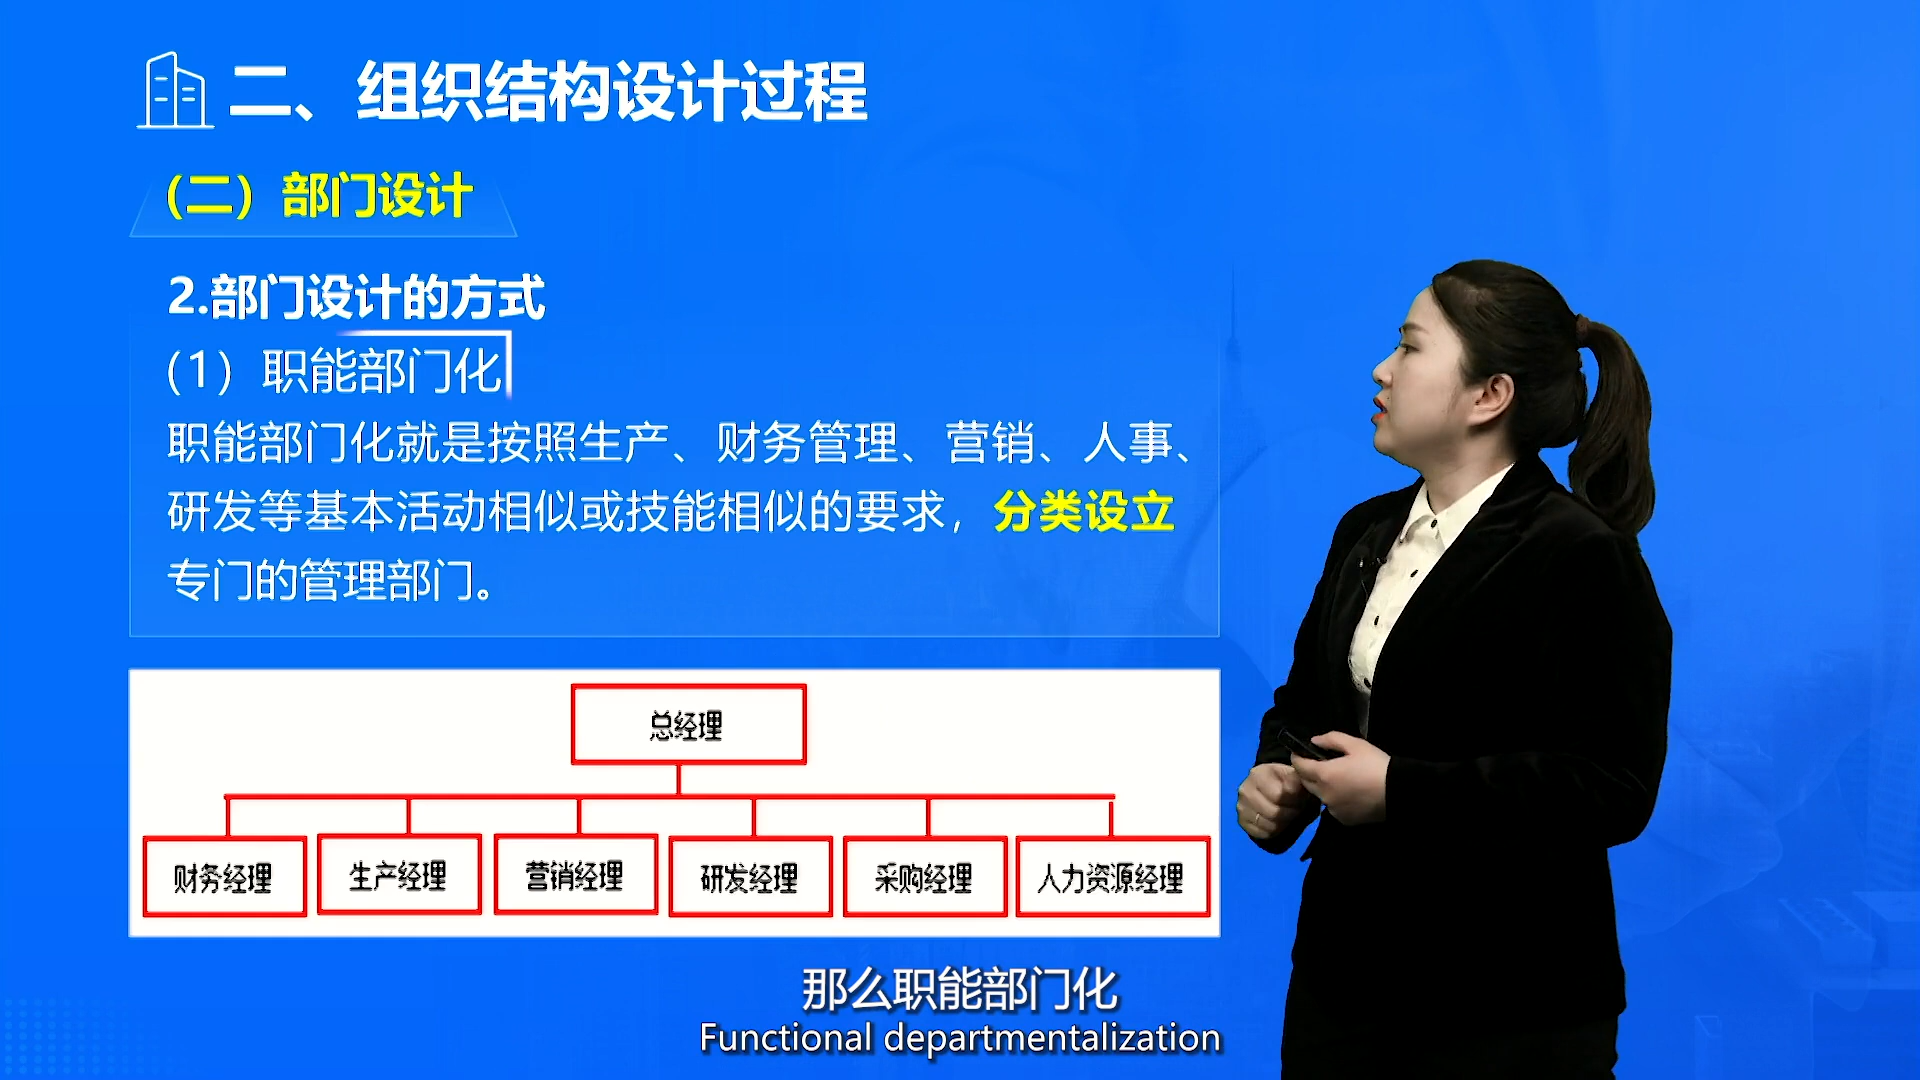 二、组织结构设计过程
（二）部门设计
2.部门设计的方式
（1）职能部门化
职能部门化就是按照生产、财务管理、营销、人事、
研发等基本活动相似或技能相似的要求，分类设立
专门的管理部门。
总经理
财务经理
生产经理
营销经理
研发经理
采购经理
人力资源经理
那么职能部门化
Functional departmentalization